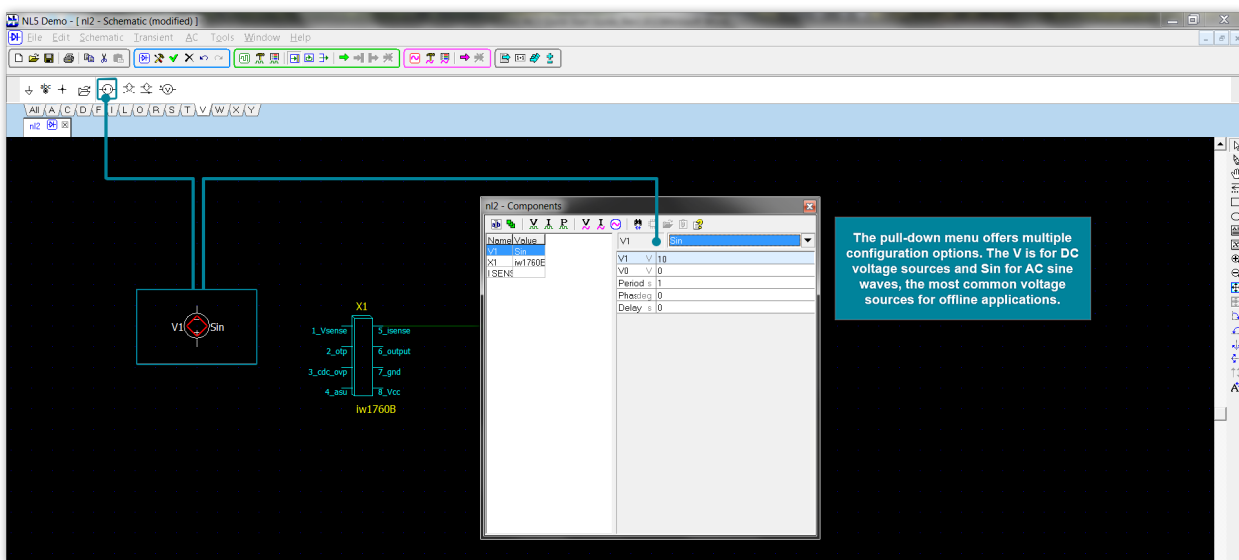 NL5 Demo - [ nl2 - Schematic (modified) ]
File Edit Schematic Transient AC Tools Window Help
All A C D F I L O R S T V W X Y
nl2
nl2 - Components
Name Value
V1 Sin
X1 iw1760B
I SENS
V1 Sin
V1 V 10
V0 V 0
Period s 1
Phase deg 0
Delay s 0
The pull-down menu offers multiple
configuration options. The V is for DC
voltage sources and Sin for AC sine
waves, the most common voltage
sources for offline applications.
V1 Sin
X1
1_Vsense 5_isense
2_otp 6_output
3_cdc_ovp 7_gnd
4_asu 8_Vcc
iw1760B